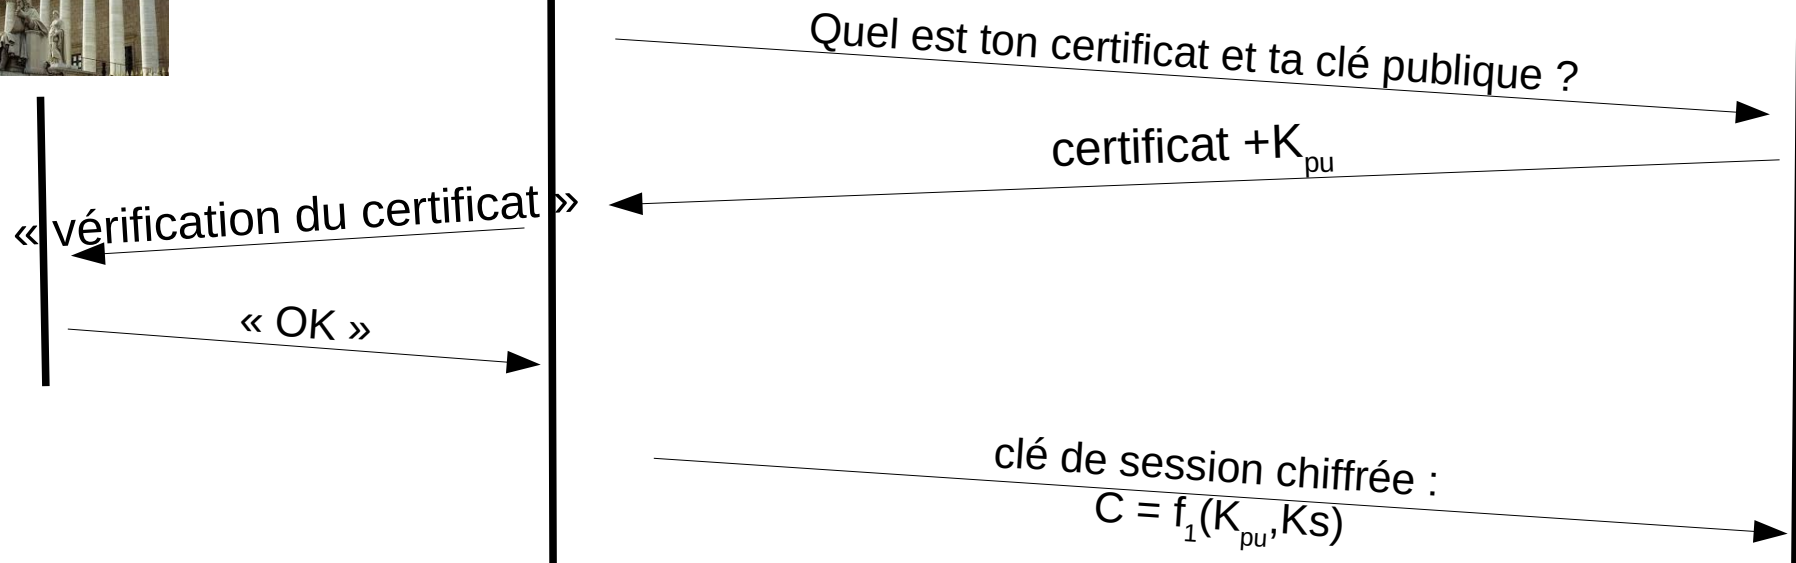 Quel est ton certificat et ta clé publique ?
certificat +Kpu
« vérification du certificat »
« OK »
clé de session chiffrée :
C = f1(Kpu,Ks)